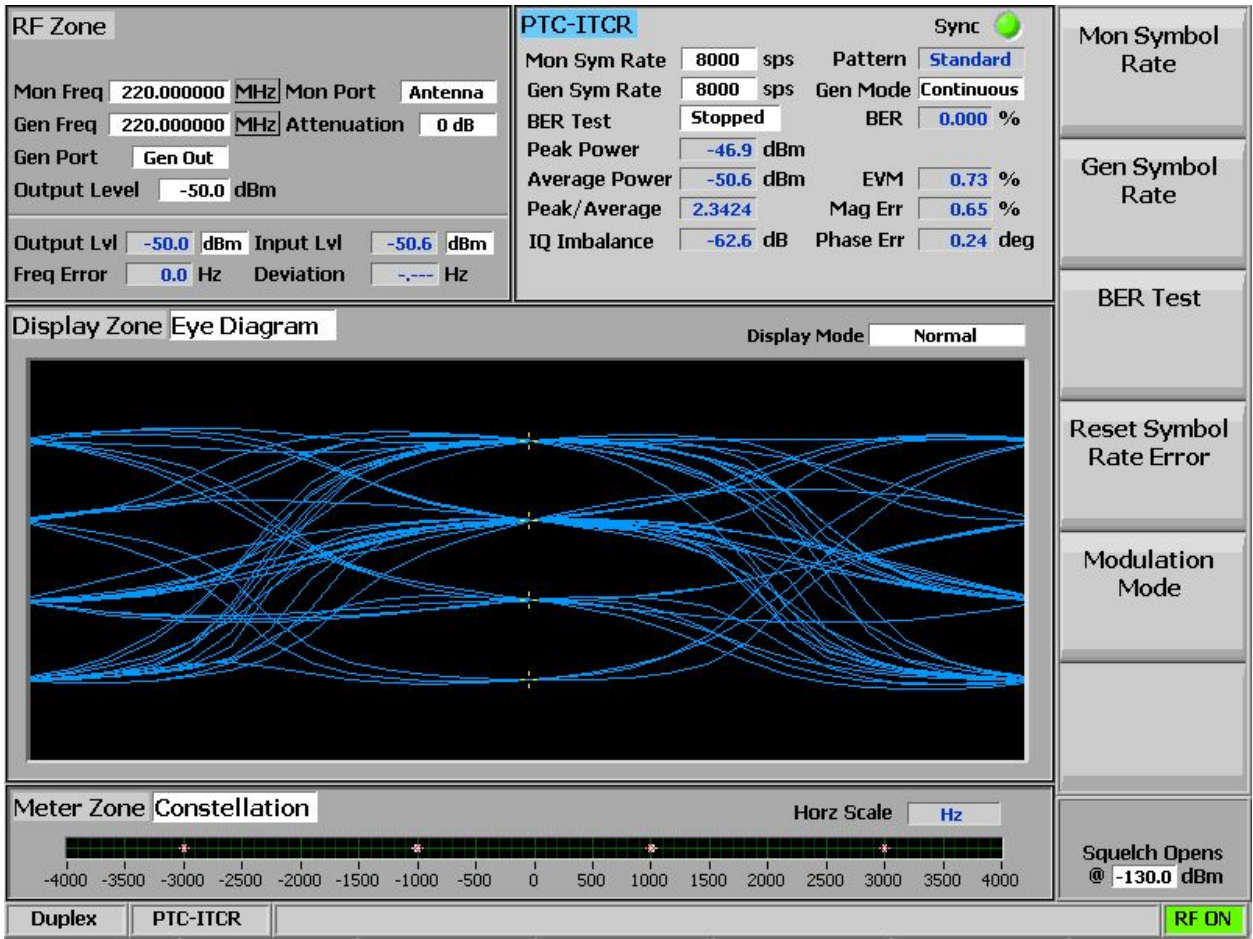 RF Zone
Mon Freq 220.000000 MHz Mon Port Antenna
Gen Freq 220.000000 MHz Attenuation 0 dB
Gen Port Gen Out
Output Level -50.0 dBm
Output Lvl -50.0 dBm Input Lvl -50.6 dBm
Freq Error 0.0 Hz Deviation -.--- Hz
PTC-ITCR Sync
Mon Sym Rate 8000 sps Pattern Standard
Gen Sym Rate 8000 sps Gen Mode Continuous
BER Test Stopped BER 0.000 %
Peak Power -46.9 dBm
Average Power -50.6 dBm EVM 0.73 %
Peak/Average 2.3424 Mag Err 0.65 %
IQ Imbalance -62.6 dB Phase Err 0.24 deg
Display Zone Eye Diagram
Display Mode Normal
Meter Zone Constellation
Horz Scale Hz
-4000 -3500 -3000 -2500 -2000 -1500 -1000 -500 0 500 1000 1500 2000 2500 3000 3500 4000
Mon Symbol
Rate
Gen Symbol
Rate
BER Test
Reset Symbol
Rate Error
Modulation
Mode
Squelch Opens
@ -130.0 dBm
Duplex PTC-ITCR RF ON